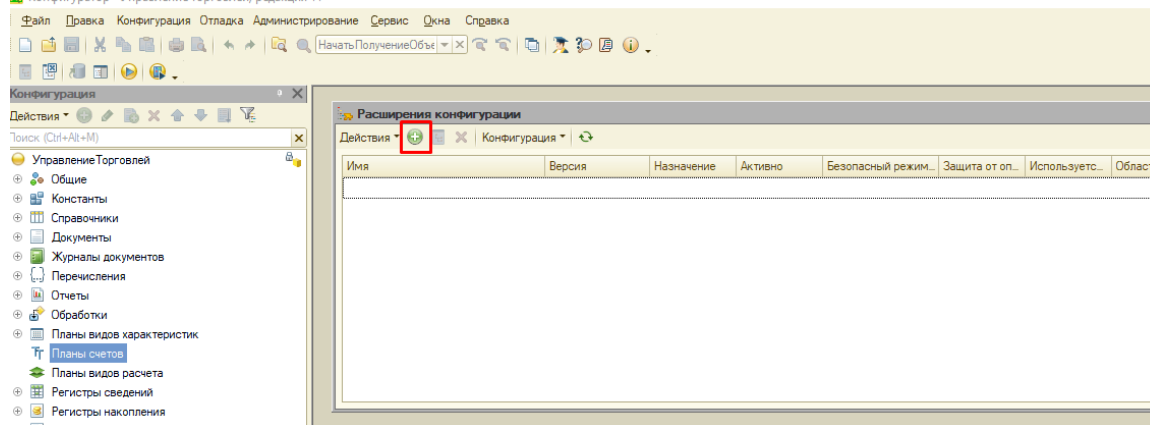 Файл Правка Конфигурация Отладка Администрирование Сервис Окна Справка
НачатьПолучениеОбъе
Конфигурация
Действия
Поиск (Ctrl+Alt+M)
УправлениеТорговлей
Общие
Константы
Справочники
Документы
Журналы документов
Перечисления
Отчеты
Обработки
Планы видов характеристик
Планы счетов
Планы видов расчета
Регистры сведений
Регистры накопления
Расширения конфигурации
Действия Конфигурация
Имя Версия Назначение Активно Безопасный режим... Защита от оп... Используетс... Област